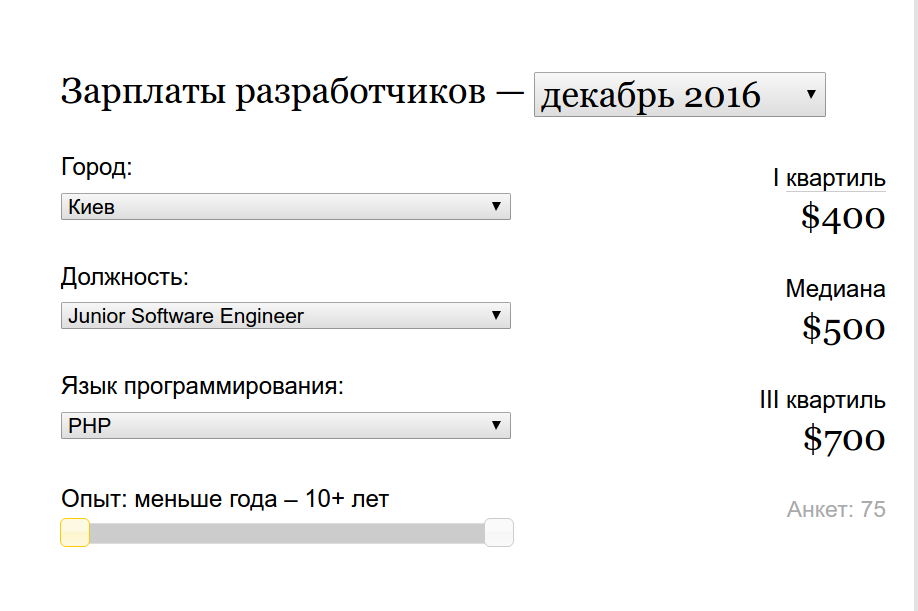 Зарплаты разработчиков — декабрь 2016
Город:
Киев
Должность:
Junior Software Engineer
Язык программирования:
PHP
Опыт: меньше года – 10+ лет
I квартиль
$400
Медиана
$500
III квартиль
$700
Анкет: 75